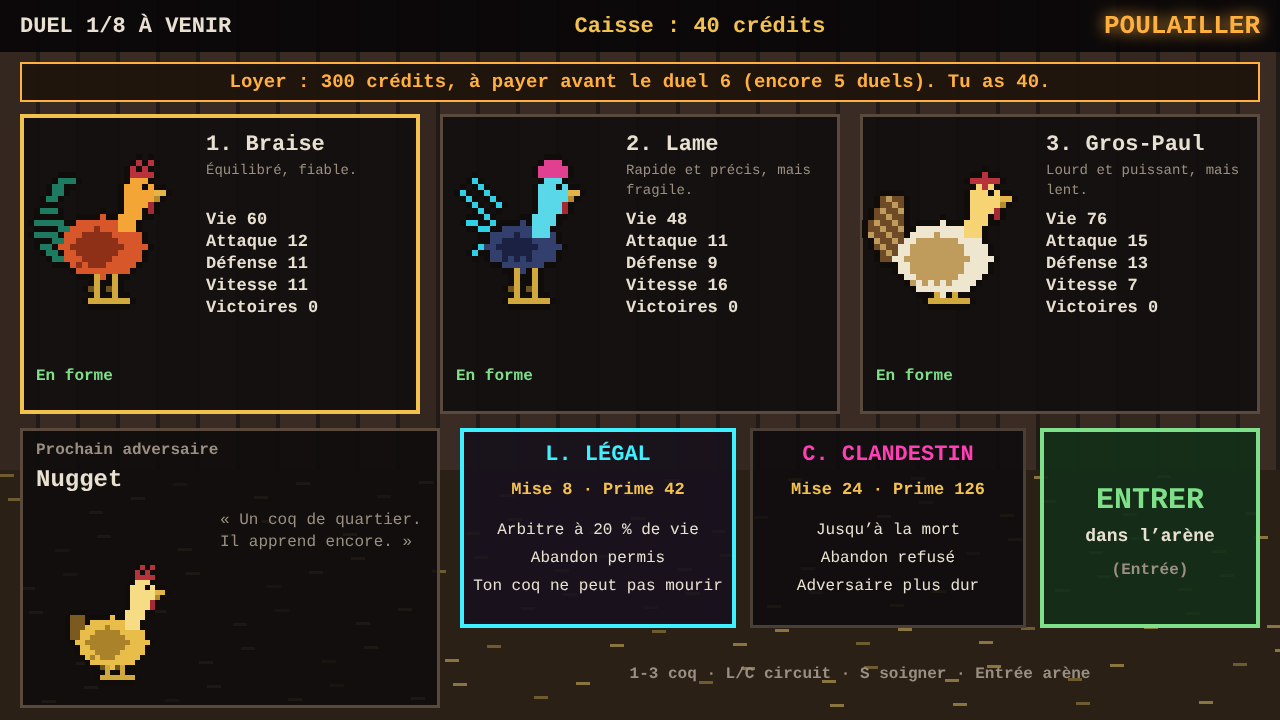 DUEL 1/8 À VENIR
Caisse : 40 crédits
POULAILLER
Loyer : 300 crédits, à payer avant le duel 6 (encore 5 duels). Tu as 40.
1. Braise
Équilibré, fiable.
Vie 60
Attaque 12
Défense 11
Vitesse 11
Victoires 0
En forme
2. Lame
Rapide et précis, mais
fragile.
Vie 48
Attaque 11
Défense 9
Vitesse 16
Victoires 0
En forme
3. Gros-Paul
Lourd et puissant, mais
lent.
Vie 76
Attaque 15
Défense 13
Vitesse 7
Victoires 0
En forme
Prochain adversaire
Nugget
« Un coq de quartier.
Il apprend encore. »
L. LÉGAL
Mise 8 · Prime 42
Arbitre à 20 % de vie
Abandon permis
Ton coq ne peut pas mourir
C. CLANDESTIN
Mise 24 · Prime 126
Jusqu’à la mort
Abandon refusé
Adversaire plus dur
ENTRER
dans l’arène
(Entrée)
1-3 coq · L/C circuit · S soigner · Entrée arène